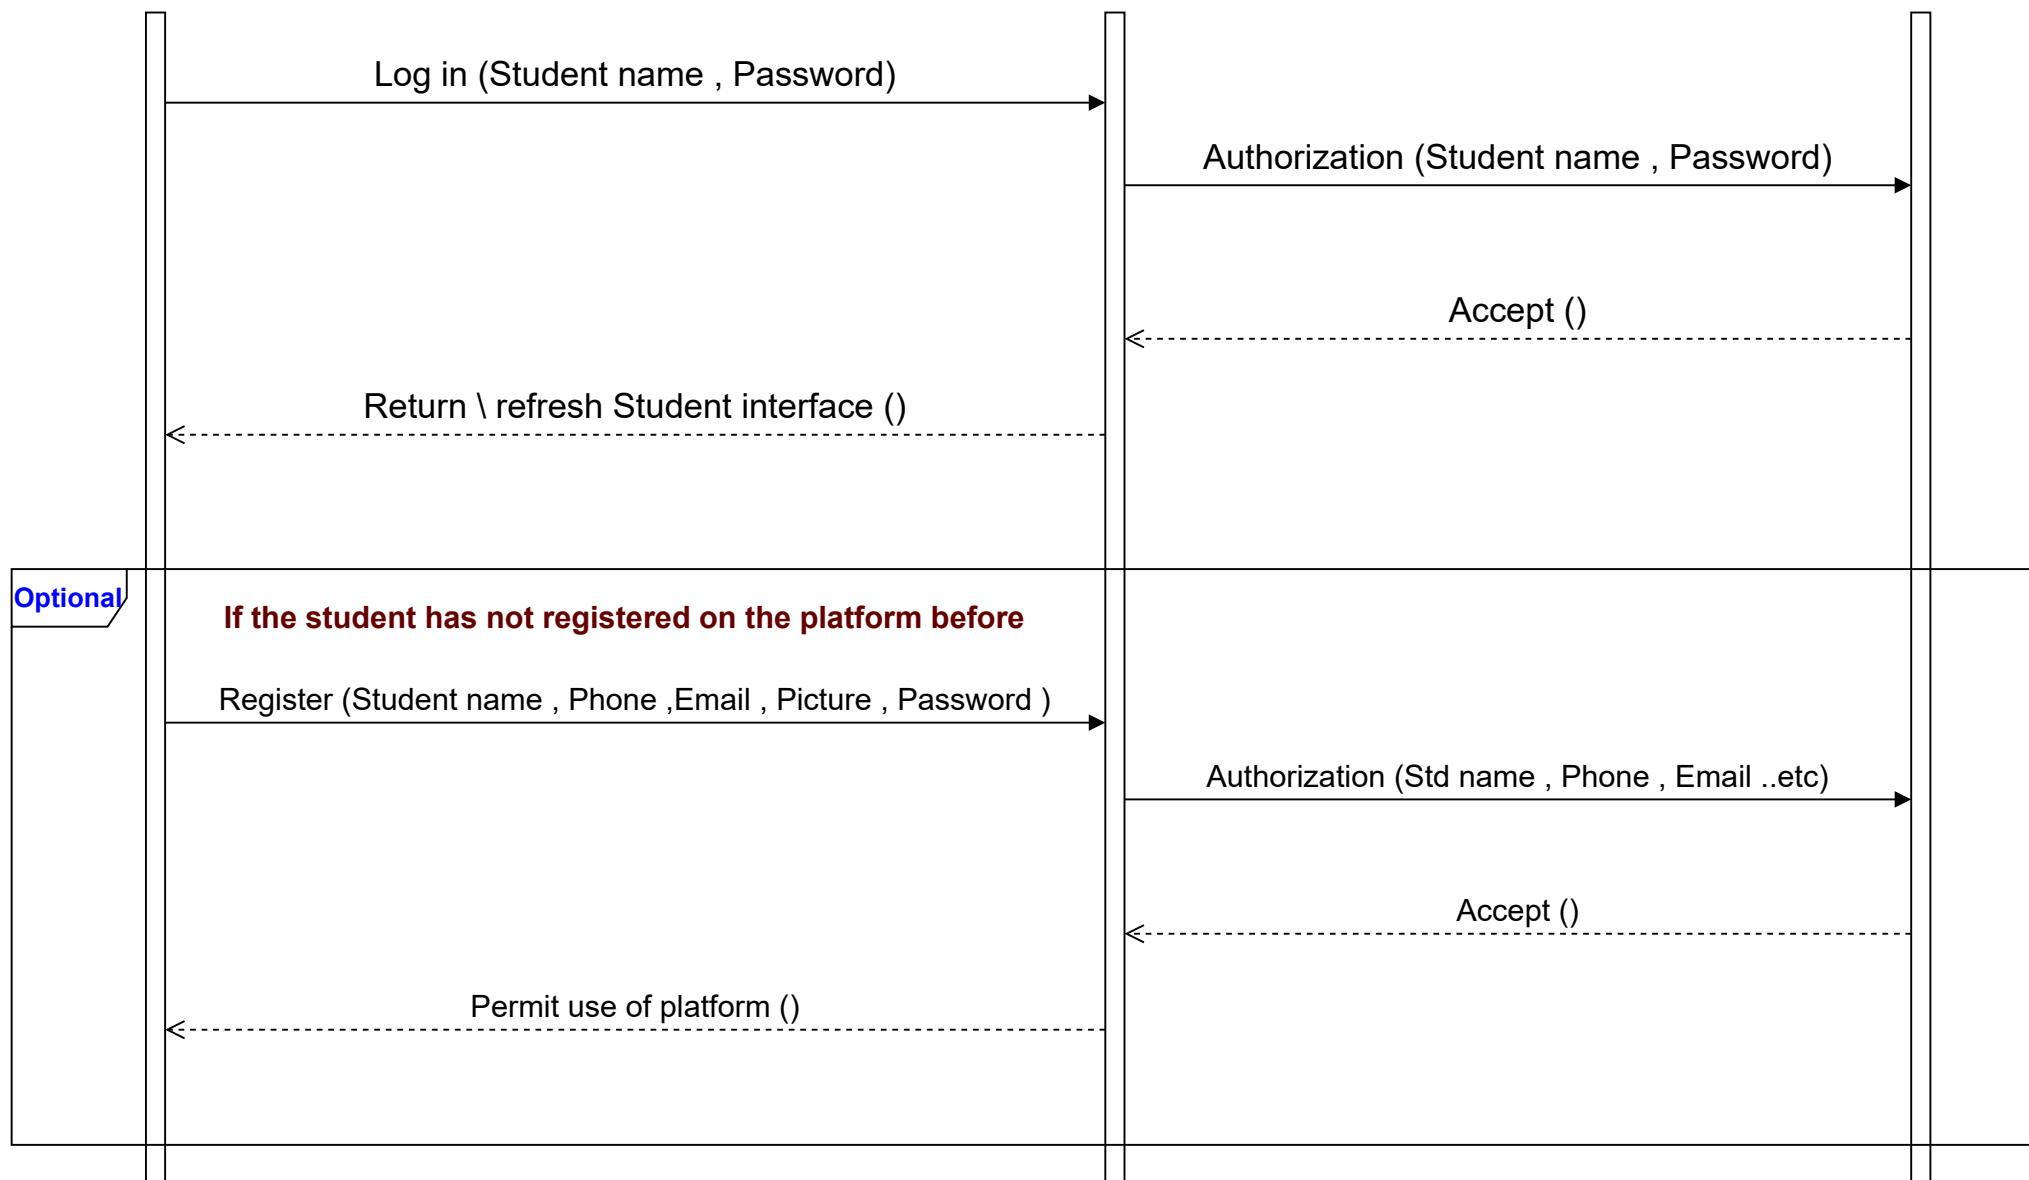 Log in (Student name , Password)
Authorization (Student name , Password)
Accept ()
Return \ refresh Student interface ()
Optional
If the student has not registered on the platform before
Register (Student name , Phone ,Email , Picture , Password )
Authorization (Std name , Phone , Email ..etc)
Accept ()
Permit use of platform ()